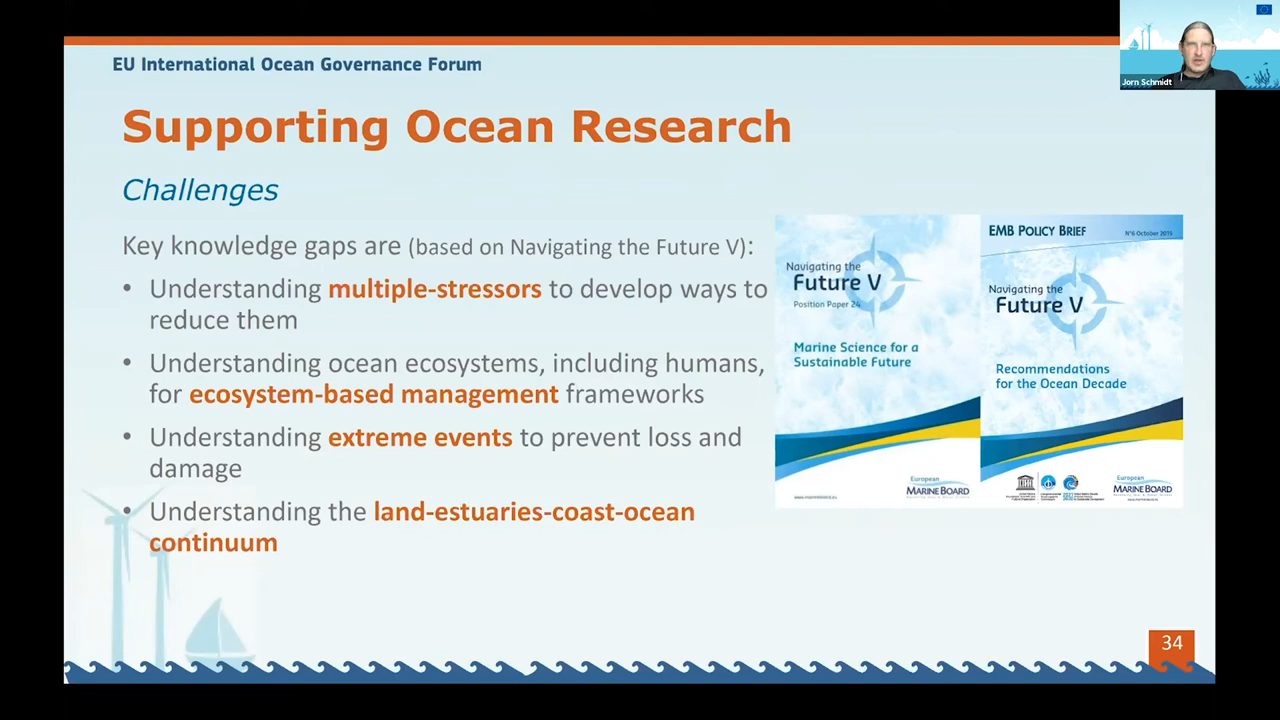 Jorn Schmidt
EU International Ocean Governance Forum
Supporting Ocean Research
Challenges
Key knowledge gaps are (based on Navigating the Future V):
• Understanding multiple-stressors to develop ways to
reduce them
• Understanding ocean ecosystems, including humans,
for ecosystem-based management frameworks
• Understanding extreme events to prevent loss and
damage
• Understanding the land-estuaries-coast-ocean
continuum
Navigating the
Future V
Position Paper 24
Marine Science for a
Sustainable Future
European
MARINE BOARD
EMB POLICY BRIEF
N°6 October 2019
Navigating the
Future V
Recommendations
for the Ocean Decade
European
MARINE BOARD
34